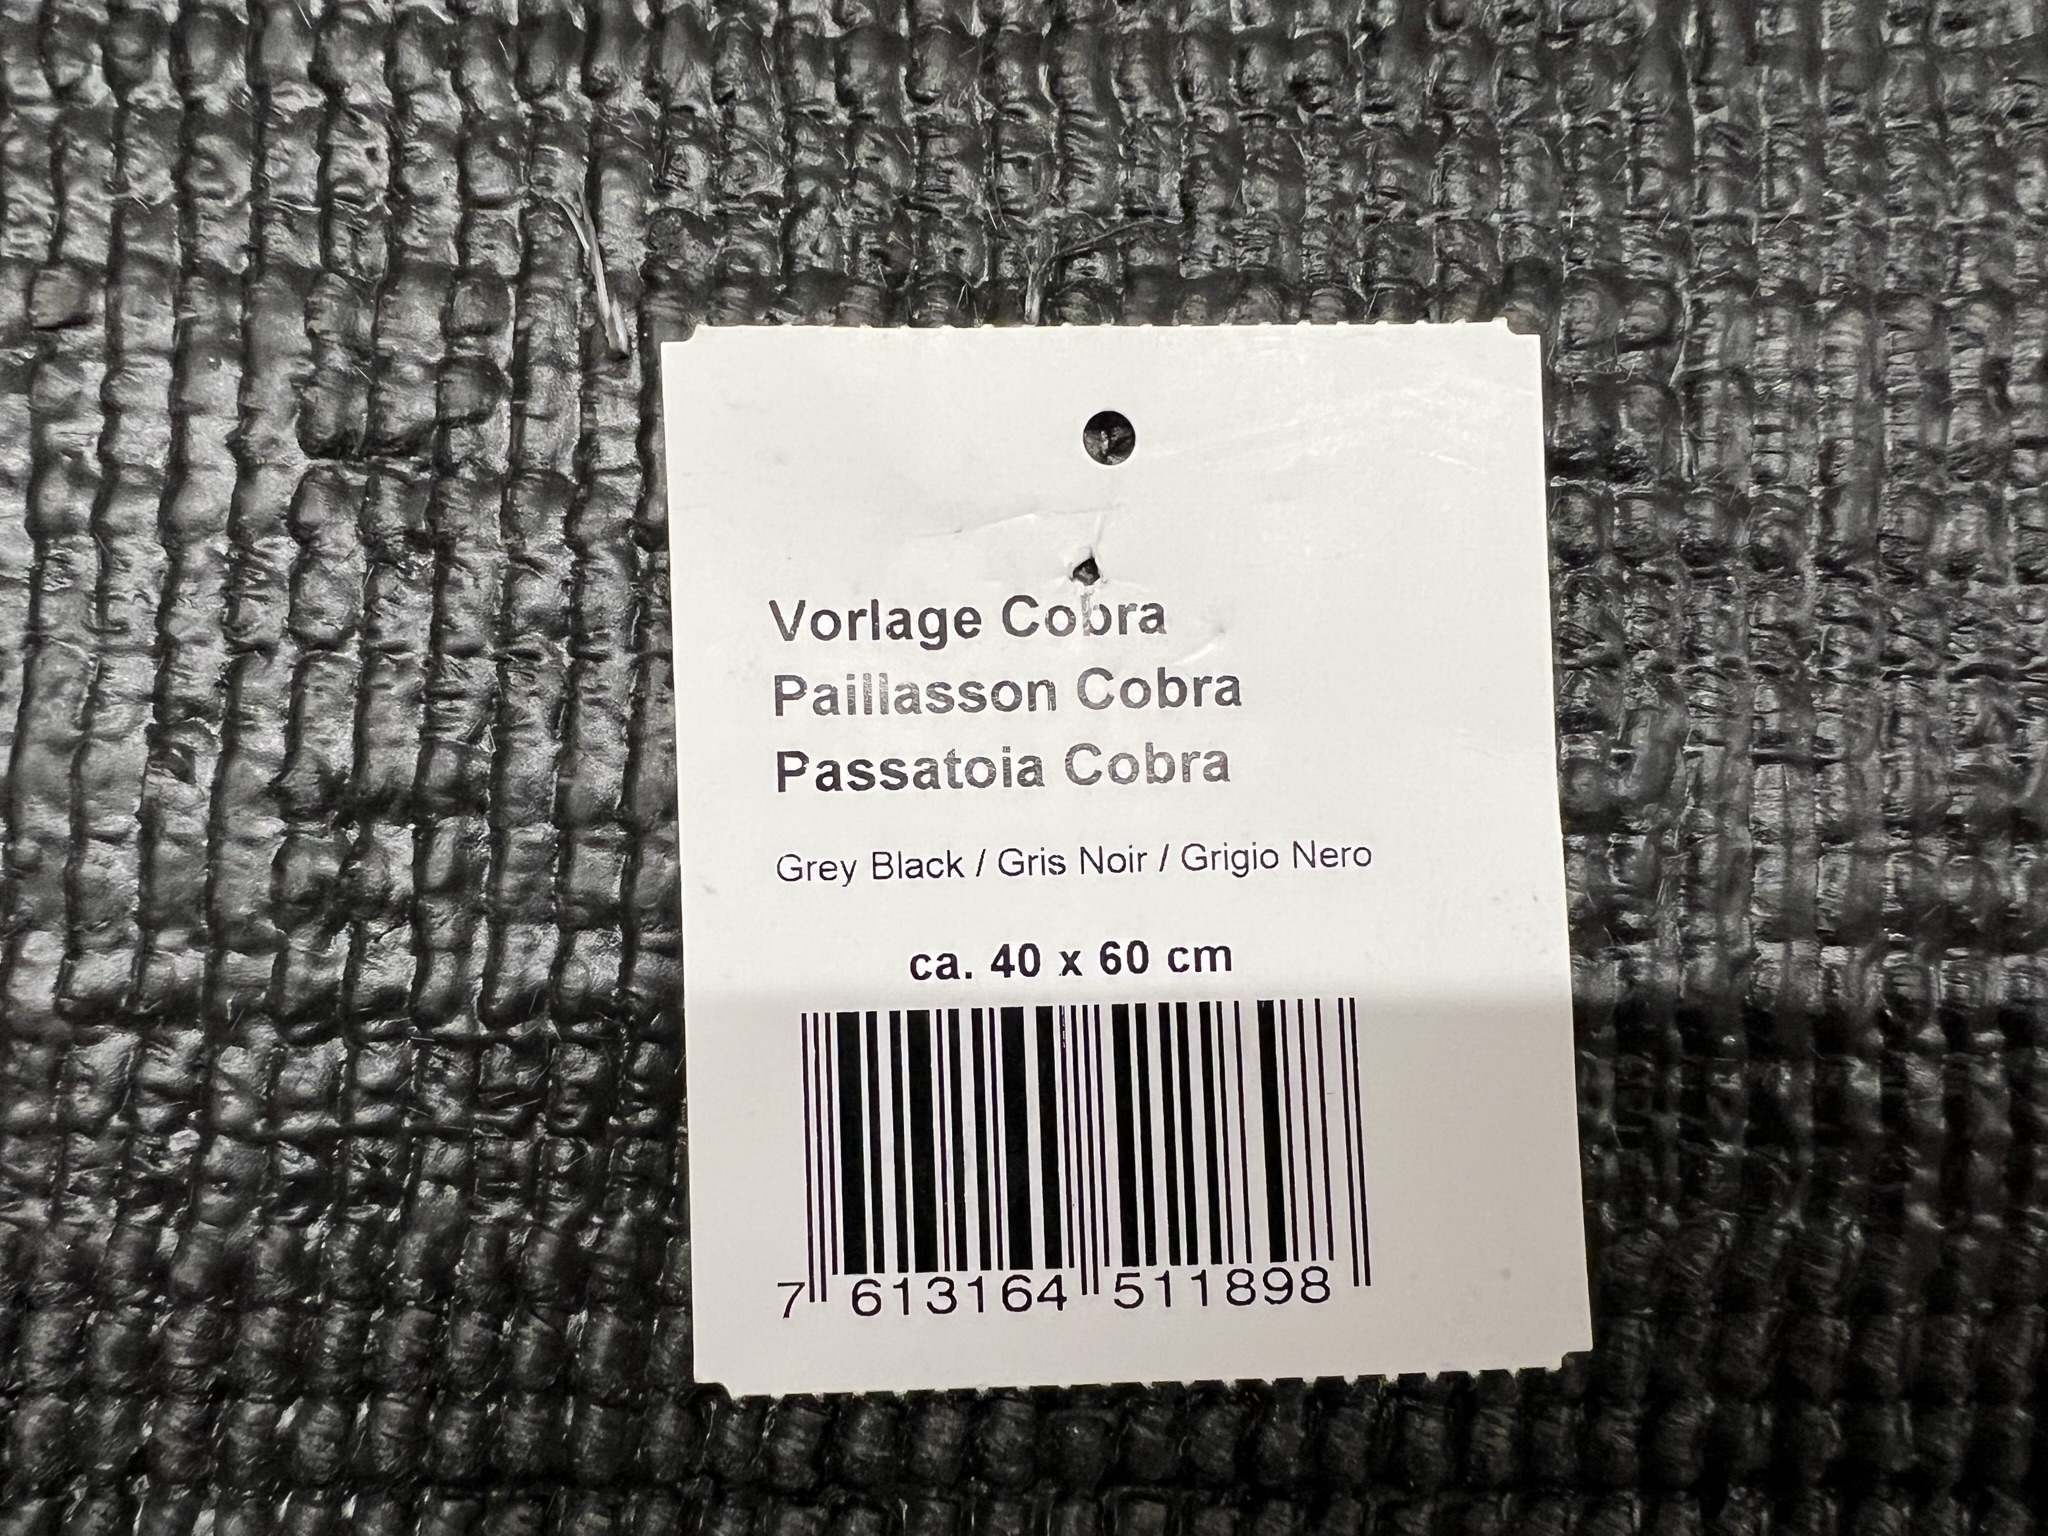 Vorlage Cobra
Paillasson Cobra
Passatoia Cobra
Grey Black / Gris Noir / Grigio Nero
ca. 40 x 60 cm
7 613164 511898